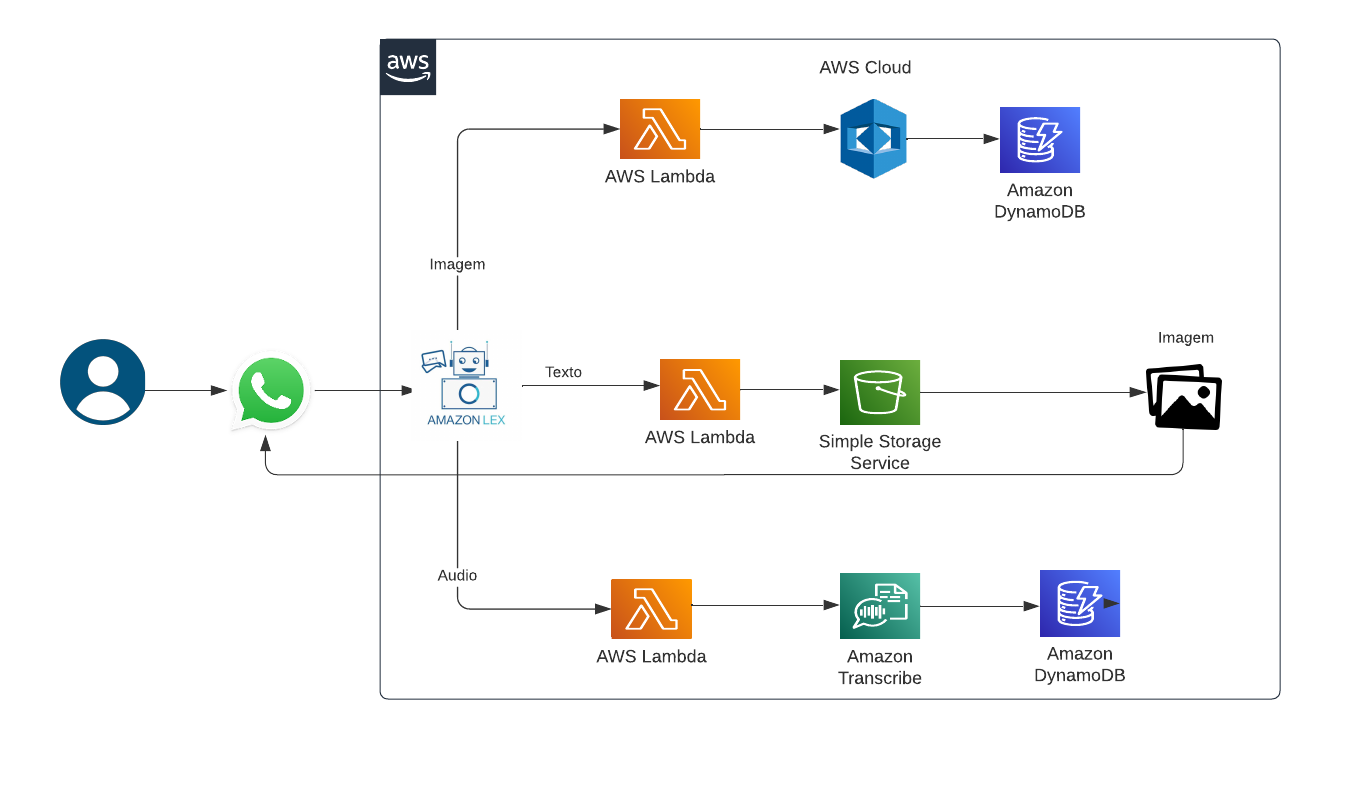 aws
AWS Cloud
AWS Lambda
Amazon
DynamoDB
Imagem
Imagem
Texto
AMAZON LEX
AWS Lambda
Simple Storage
Service
Audio
AWS Lambda
Amazon
Transcribe
Amazon
DynamoDB